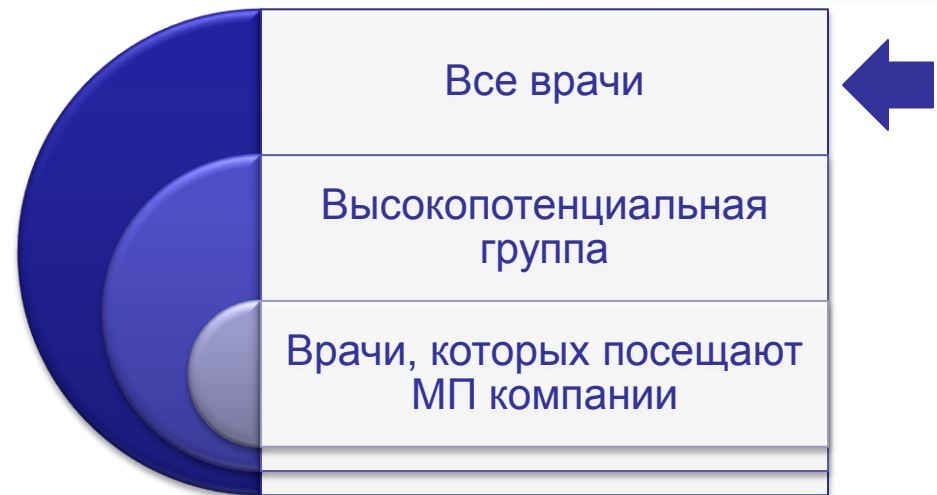 Все врачи
Высокопотенциальная
группа
Врачи, которых посещают
МП компании